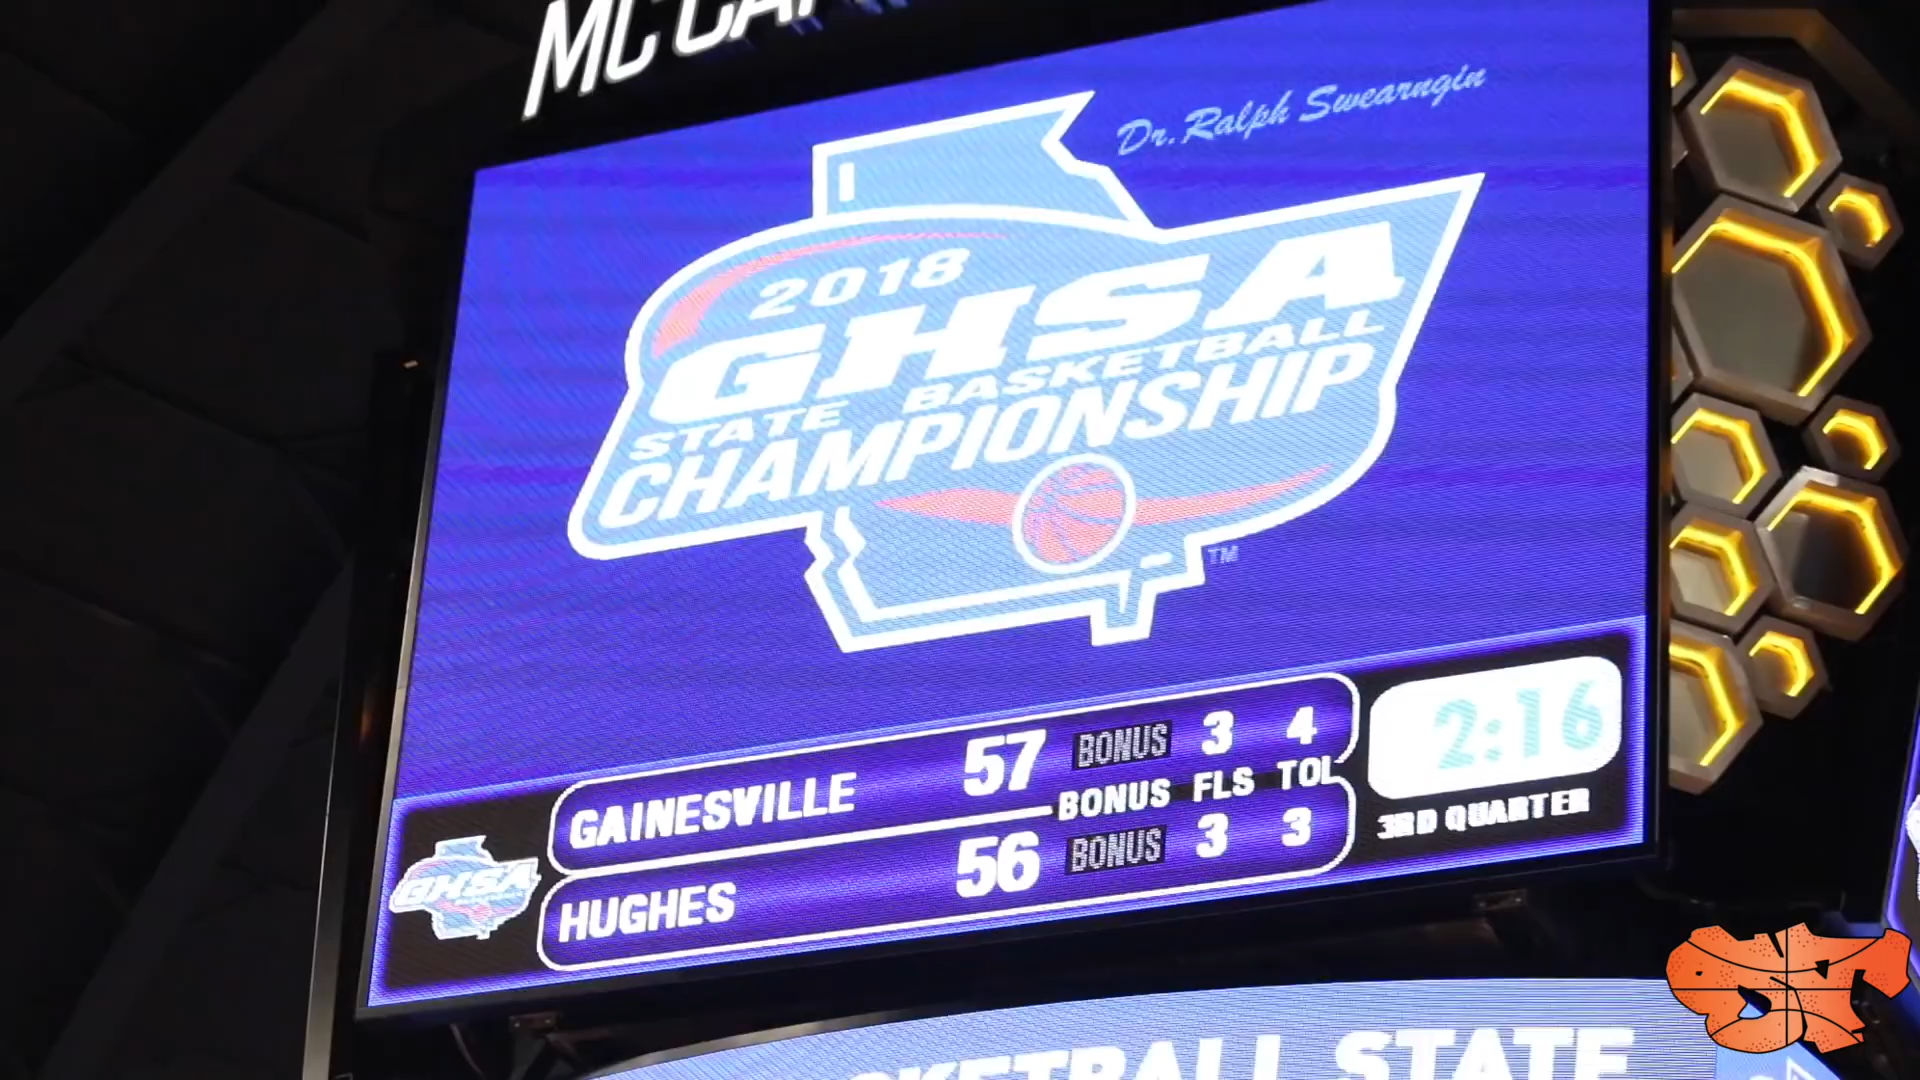 Dr. Ralph Swearngin
2018
GHSA
STATE BASKETBALL
CHAMPIONSHIP
TM
GAINESVILLE 57 BONUS 3 4
BONUS FLS TOL
HUGHES 56 BONUS 3 3
2:16
3RD QUARTER
GHSA
STATE